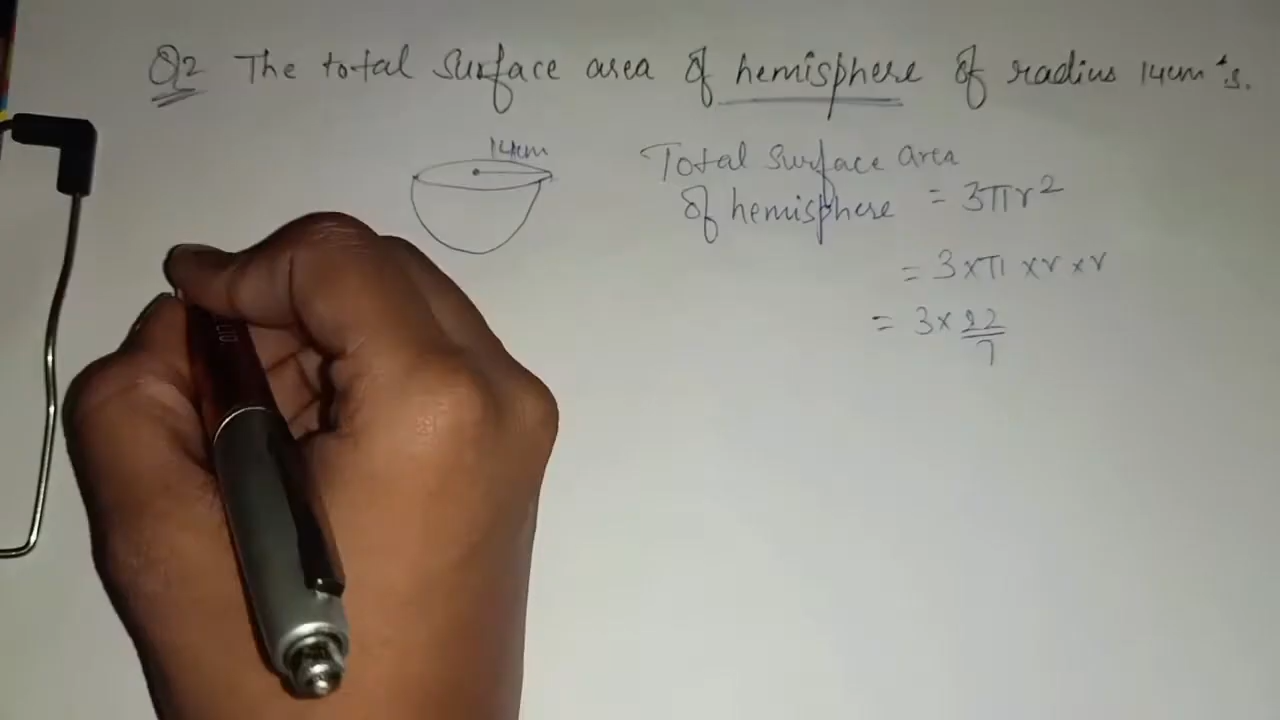 Q2 The total surface area of hemisphere of radius 14cm is.
14cm
Total surface area
of hemisphere = 3πr²
= 3×π×r×r
= 3×22/7